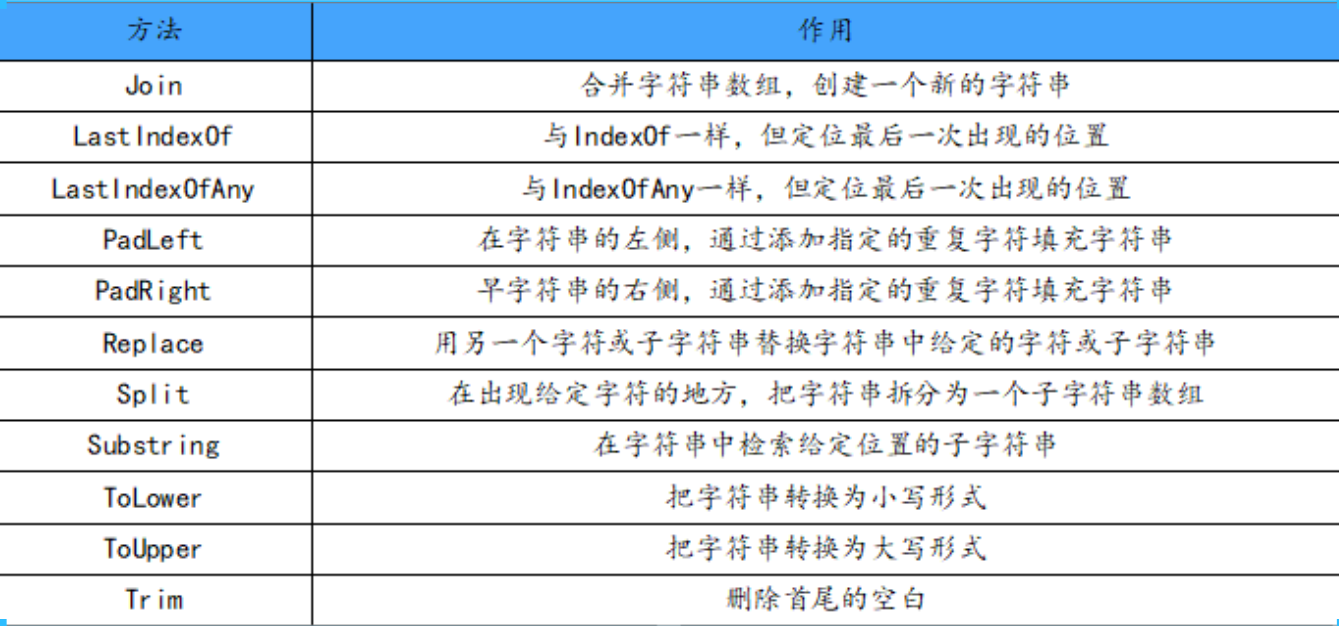 方法 作用
Join 合并字符串数组，创建一个新的字符串
LastIndexOf 与IndexOf一样，但定位最后一次出现的位置
LastIndexOfAny 与IndexOfAny一样，但定位最后一次出现的位置
PadLeft 在字符串的左侧，通过添加指定的重复字符填充字符串
PadRight 早字符串的右侧，通过添加指定的重复字符填充字符串
Replace 用另一个字符或子字符串替换字符串中给定的字符或子字符串
Split 在出现给定字符的地方，把字符串拆分为一个子字符串数组
Substring 在字符串中检索给定位置的子字符串
ToLower 把字符串转换为小写形式
ToUpper 把字符串转换为大写形式
Trim 删除首尾的空白